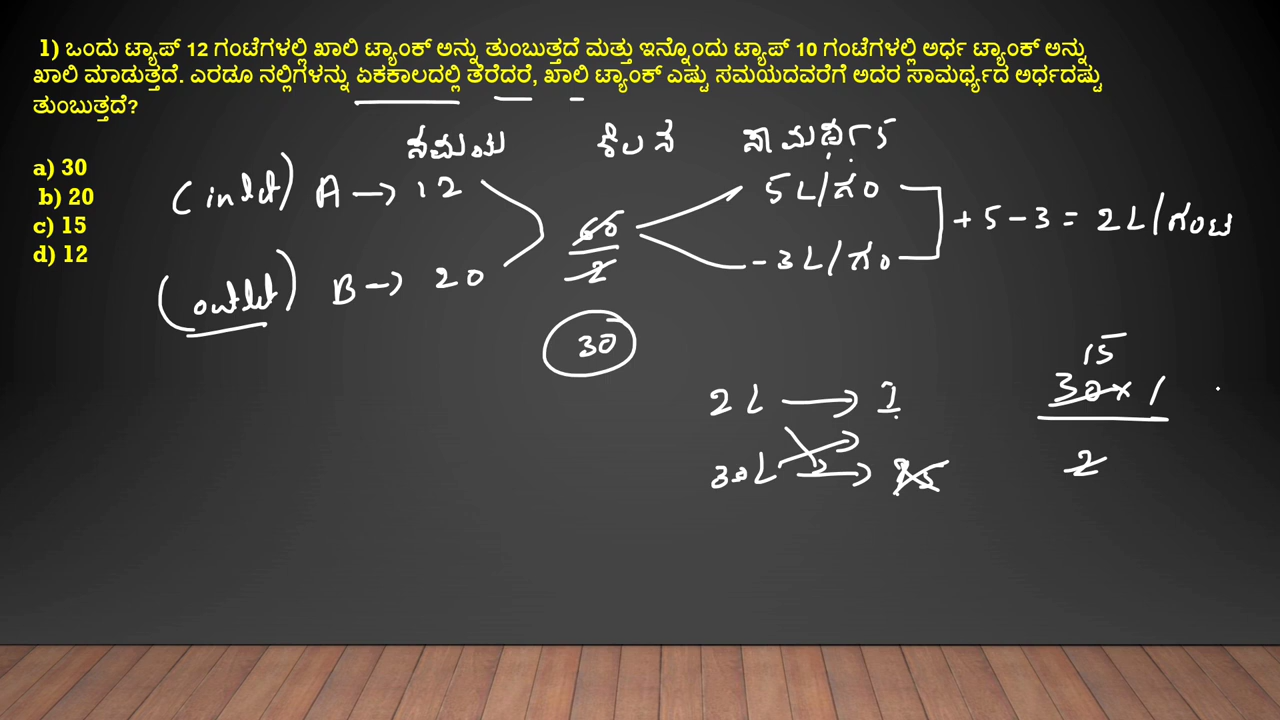 1) ಒಂದು ಟ್ಯಾಪ್ 12 ಗಂಟೆಗಳಲ್ಲಿ ಖಾಲಿ ಟ್ಯಾಂಕ್ ಅನ್ನು ತುಂಬುತ್ತದೆ ಮತ್ತು ಇನ್ನೊಂದು ಟ್ಯಾಪ್ 10 ಗಂಟೆಗಳಲ್ಲಿ ಅರ್ಧ ಟ್ಯಾಂಕ್ ಅನ್ನು
ಖಾಲಿ ಮಾಡುತ್ತದೆ. ಎರಡೂ ನಲ್ಲಿಗಳನ್ನು ಏಕಕಾಲದಲ್ಲಿ ತೆರೆದರೆ, ಖಾಲಿ ಟ್ಯಾಂಕ್ ಎಷ್ಟು ಸಮಯದವರೆಗೆ ಅದರ ಸಾಮರ್ಥ್ಯದ ಅರ್ಧದಷ್ಟು
ತುಂಬುತ್ತದೆ?
ಸಮಯ ಕೆಲಸ ಸಾಮರ್ಥ್ಯ
a) 30
b) 20
c) 15
d) 12
(inlet) A → 12
60
2
5L/ಗಂ
+5-3 = 2L/ಗಂಟೆ
(outlet) B → 20
-3L/ಗಂ
30
2L → 1
30L →
15
30×1
2